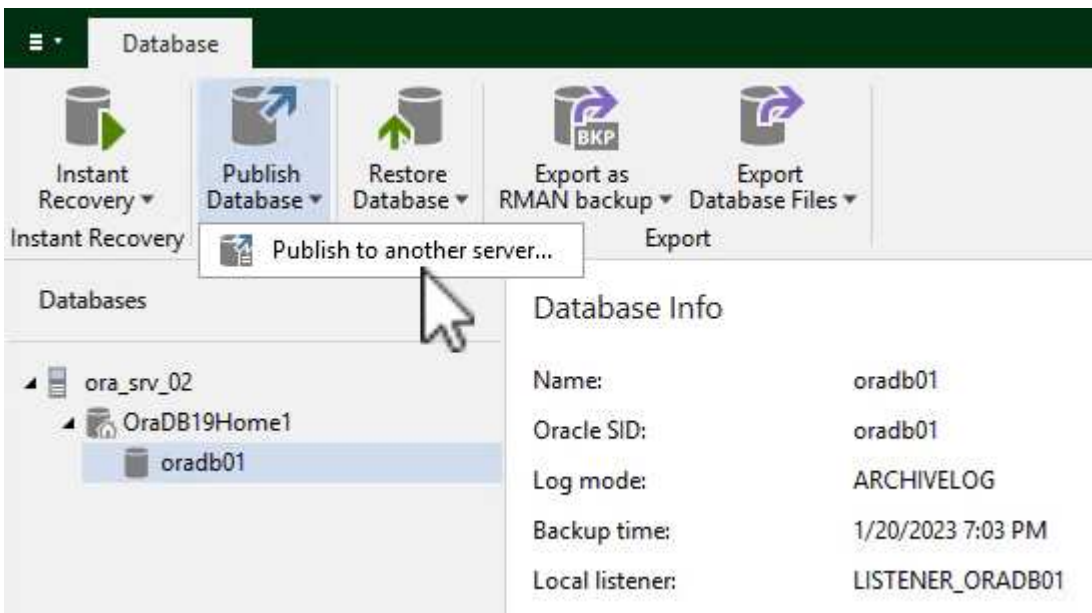 Database
Instant Recovery
Publish Database
Restore Database
Export as RMAN backup
BKP
Export Database Files
Instant Recovery
Export
Publish to another server...
Databases
ora_srv_02
OraDB19Home1
oradb01
Database Info
Name: oradb01
Oracle SID: oradb01
Log mode: ARCHIVELOG
Backup time: 1/20/2023 7:03 PM
Local listener: LISTENER_ORADB01